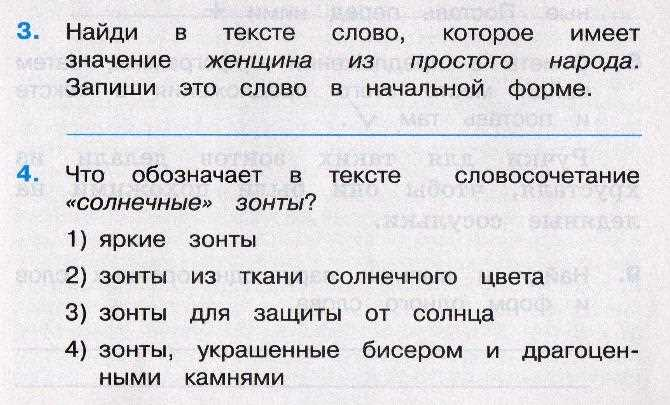 3. Найди в тексте слово, которое имеет
значение женщина из простого народа.
Запиши это слово в начальной форме.
4. Что обозначает в тексте словосочетание
«солнечные» зонты?
1) яркие зонты
2) зонты из ткани солнечного цвета
3) зонты для защиты от солнца
4) зонты, украшенные бисером и драгоцен-
ными камнями